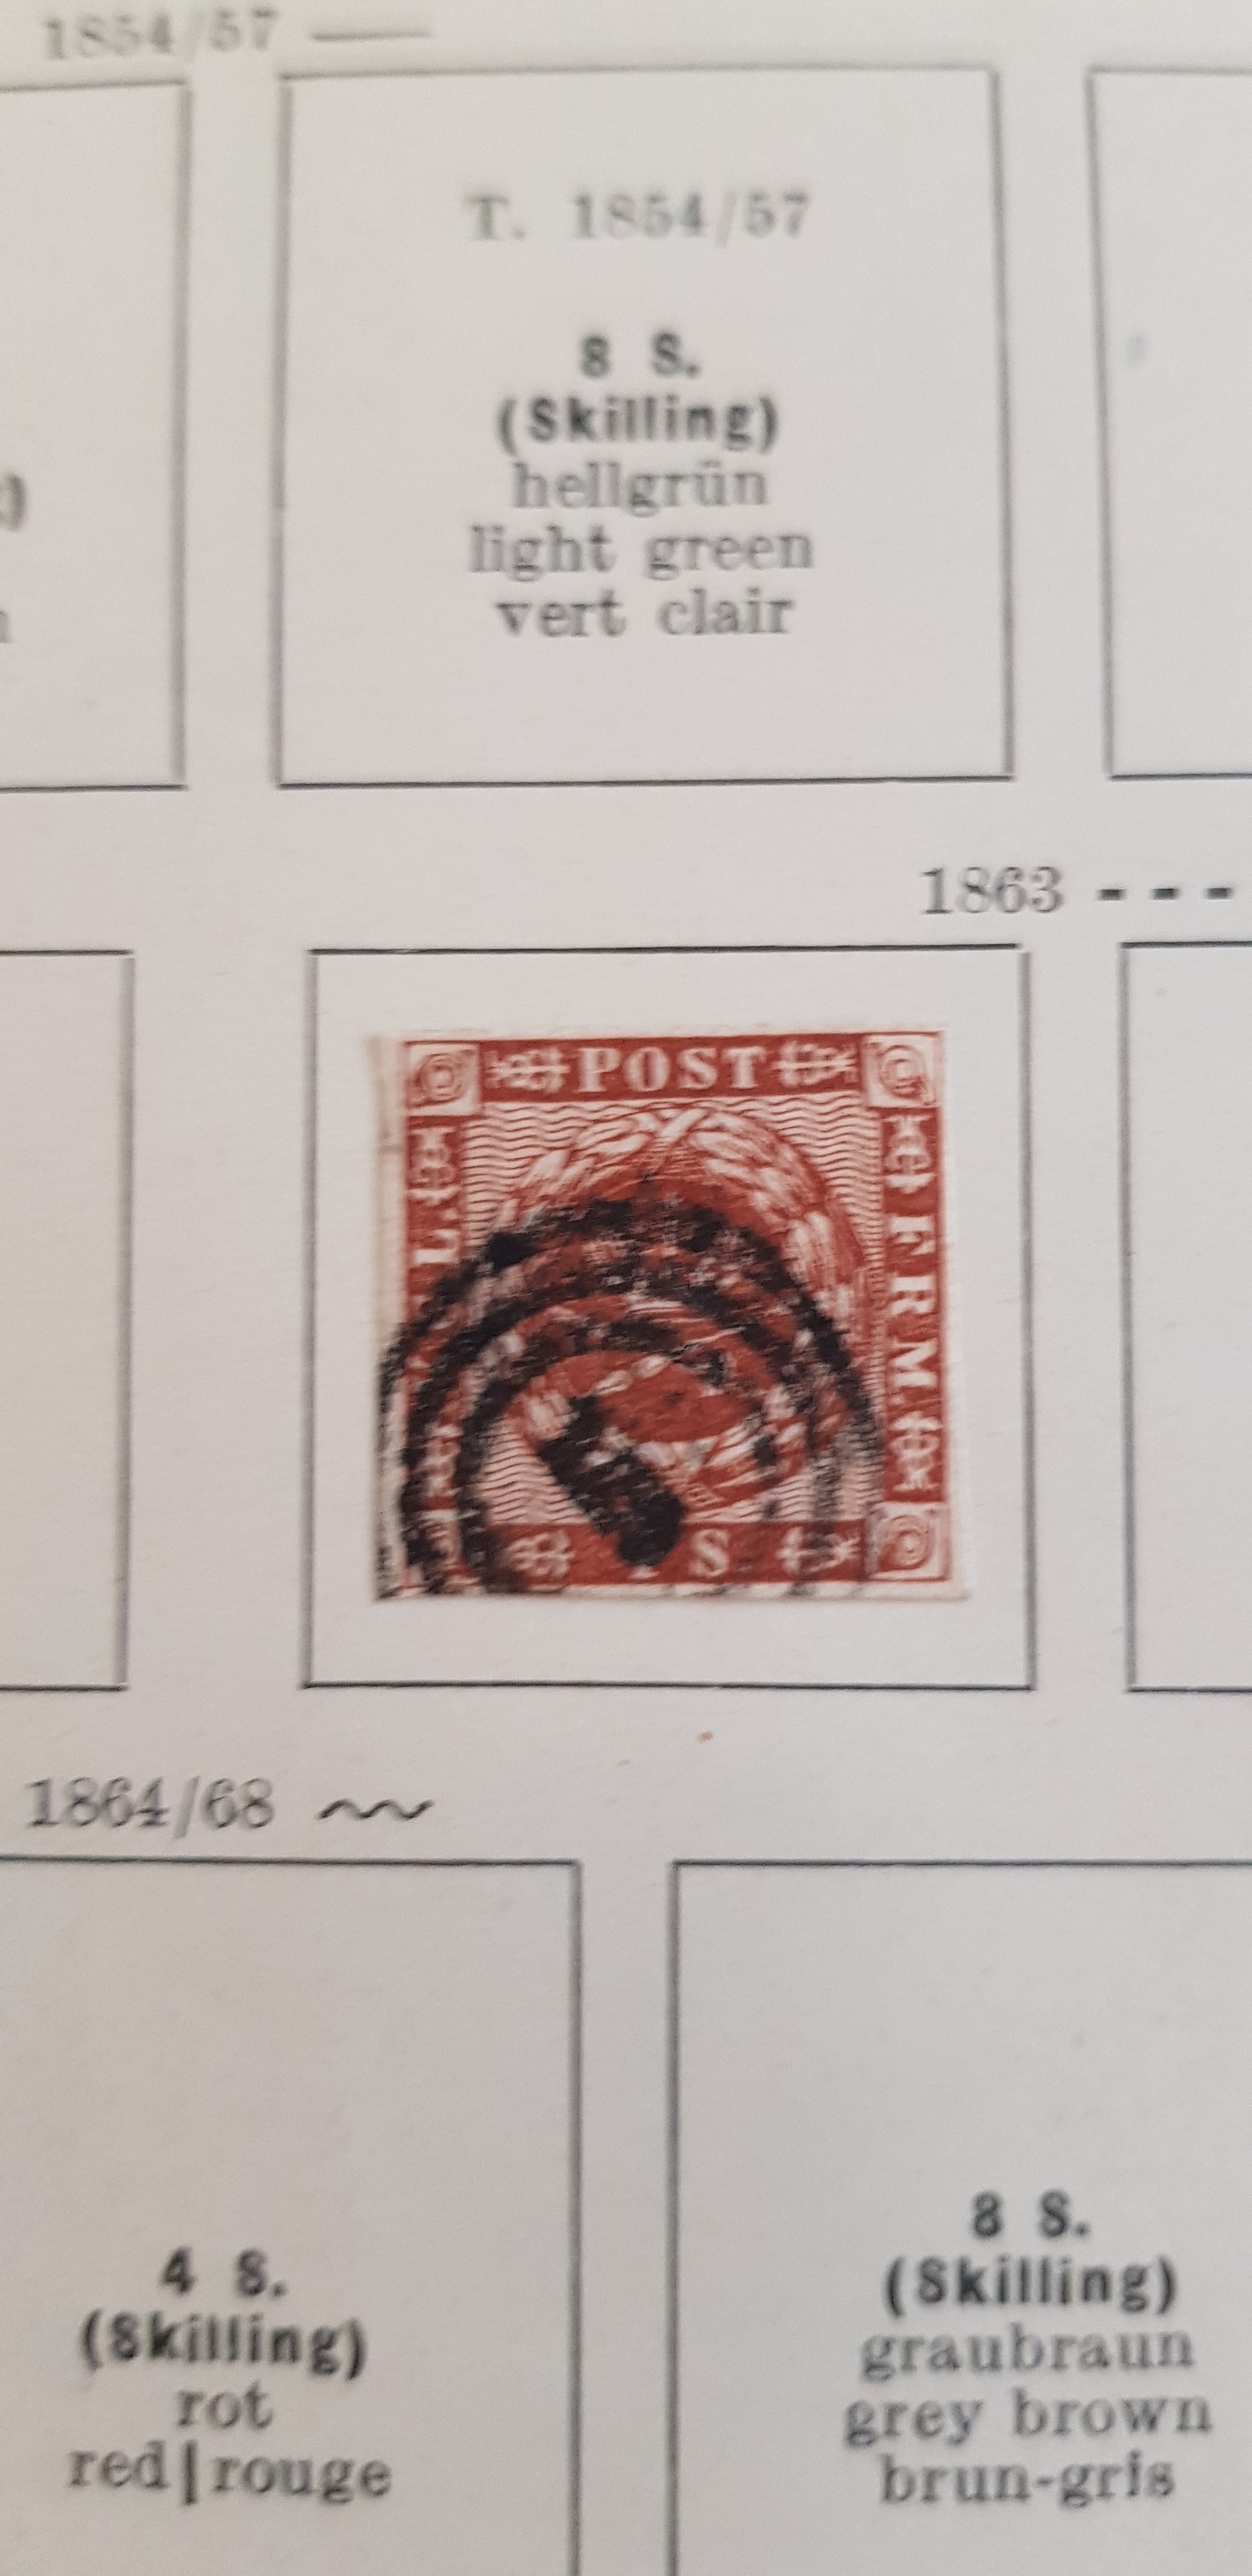 1854/57
T. 1854/57
8 S.
(Skilling)
hellgrün
light green
vert clair
1863 ---
POST
FRM.
S
1864/68
4 S.
(Skilling)
rot
red|rouge
8 S.
(Skilling)
graubraun
grey brown
brun-gris